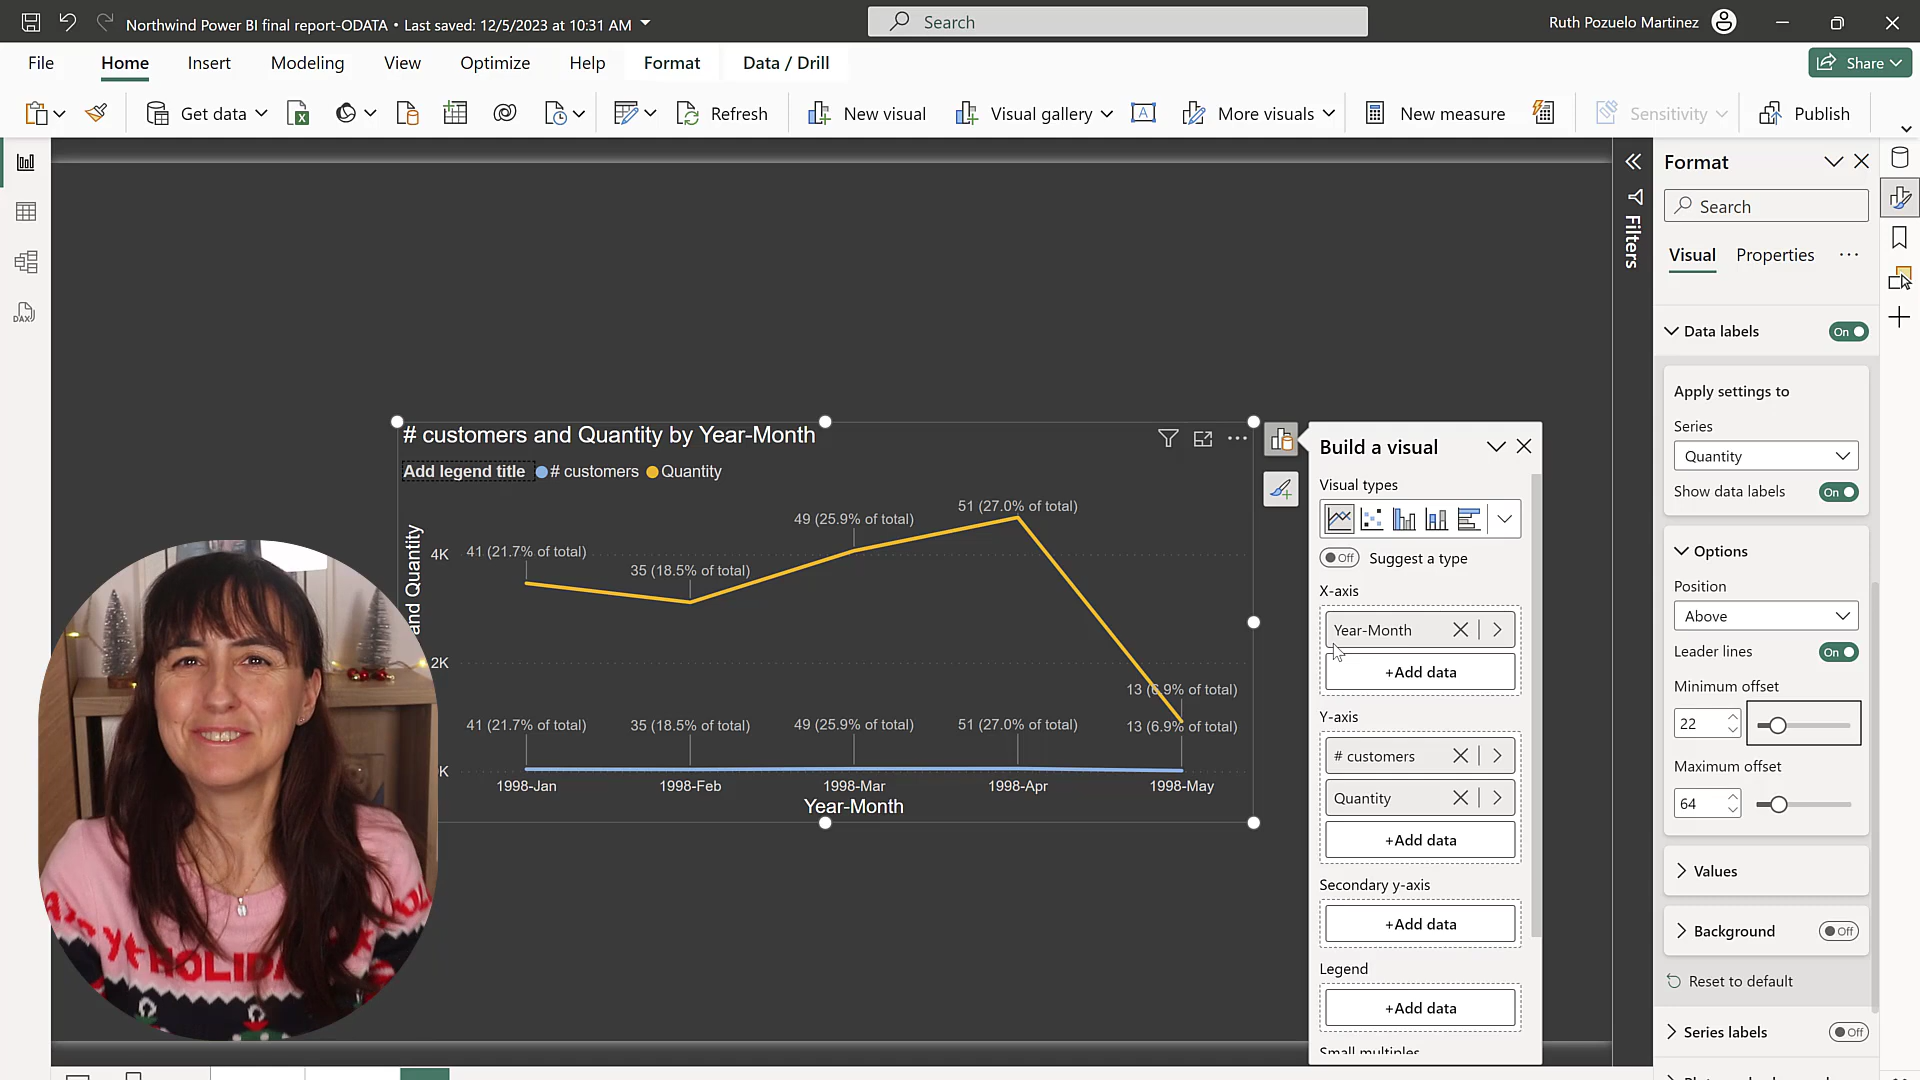 Northwind Power BI final report-ODATA • Last saved: 12/5/2023 at 10:31 AM
Search
Ruth Pozuelo Martinez
File Home Insert Modeling View Optimize Help Format Data / Drill
Share
Get data
Refresh
New visual
Visual gallery
More visuals
New measure
Sensitivity
Publish
DAX
# customers and Quantity by Year-Month
Add legend title # customers Quantity
and Quantity
4K
2K
K
41 (21.7% of total)
35 (18.5% of total)
49 (25.9% of total)
51 (27.0% of total)
13 (6.9% of total)
41 (21.7% of total) 35 (18.5% of total) 49 (25.9% of total) 51 (27.0% of total) 13 (6.9% of total)
1998-Jan 1998-Feb 1998-Mar 1998-Apr 1998-May
Year-Month
HOLID
Build a visual
Visual types
Off Suggest a type
X-axis
Year-Month
+Add data
Y-axis
# customers
Quantity
+Add data
Secondary y-axis
+Add data
Legend
+Add data
Small multiples
Filters
Format
Search
Visual Properties
Data labels On
Apply settings to
Series
Quantity
Show data labels On
Options
Position
Above
Leader lines On
Minimum offset
22
Maximum offset
64
Values
Background Off
Reset to default
Series labels Off